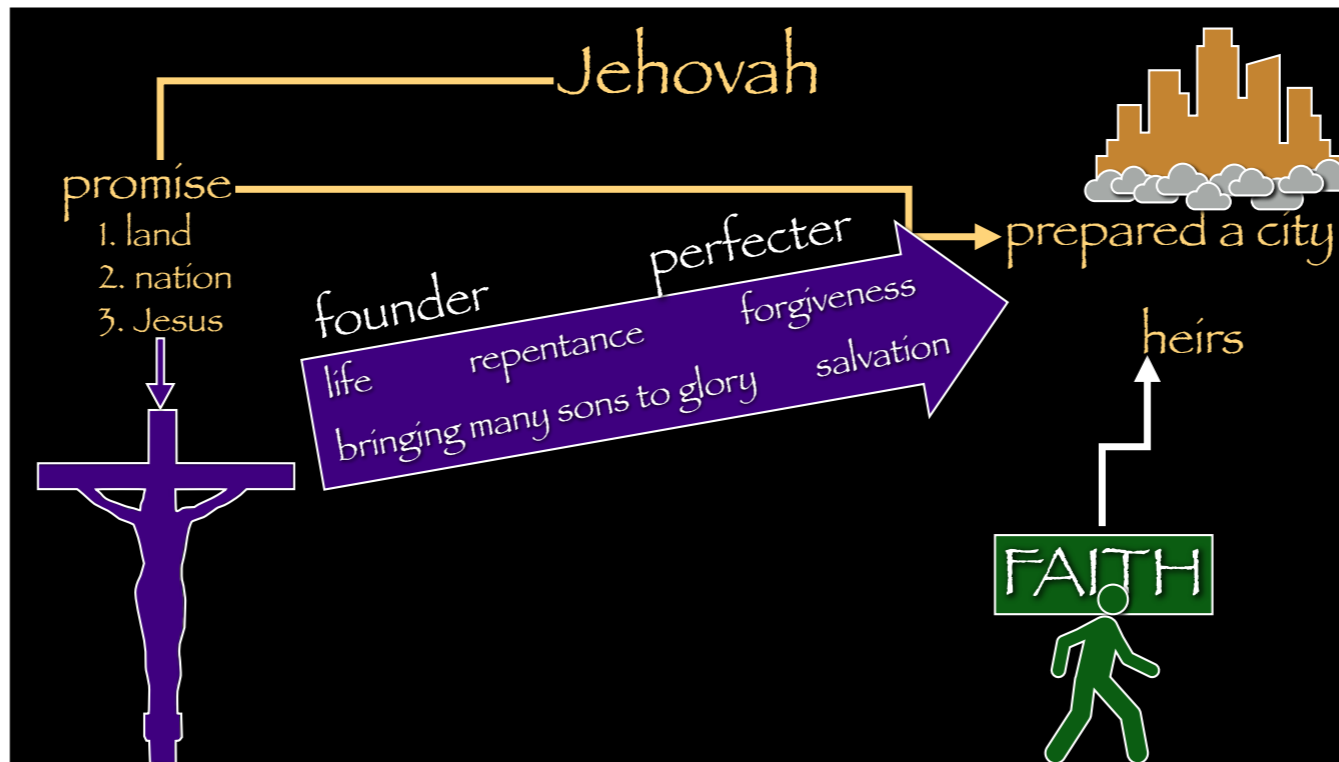 Jehovah
promise
1. land
2. nation
3. Jesus
prepared a city
founder
perfecter
life
repentance
forgiveness
bringing many sons to glory
salvation
heirs
FAITH